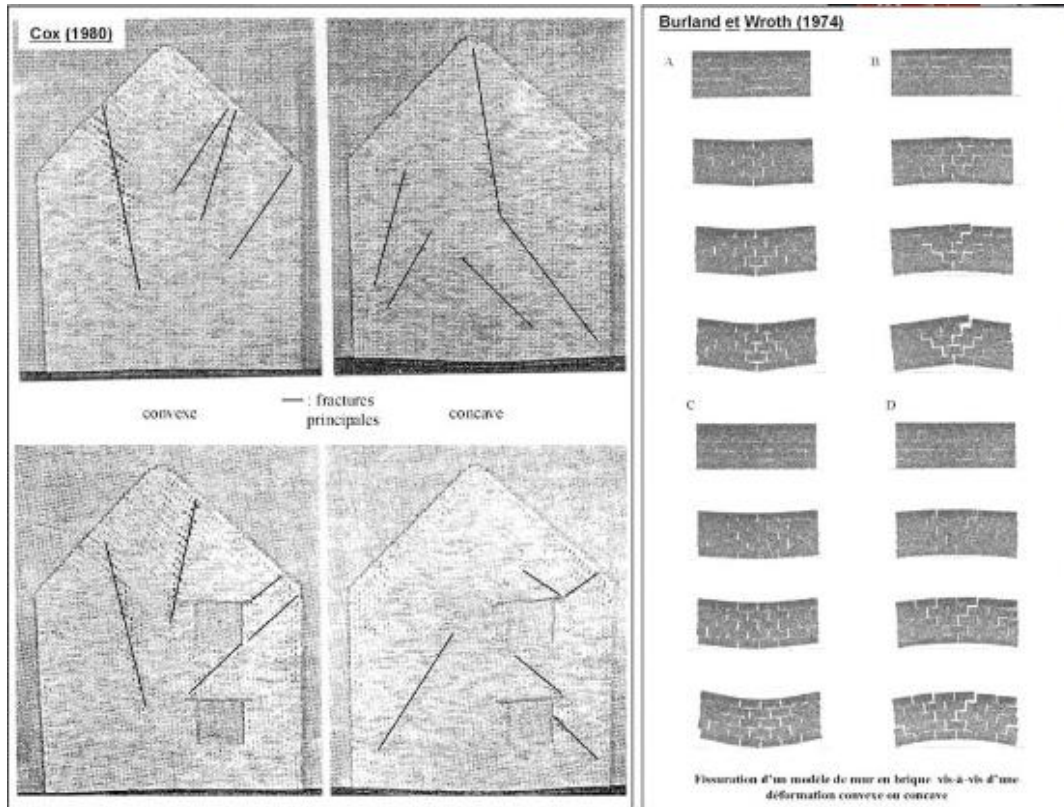 Cox (1980)
convexe
— : fractures
principales
concave
Burland et Wroth (1974)
A
B
C
D
Fissuration d'un modèle de mur en brique vis-à-vis d'une
déformation convexe ou concave